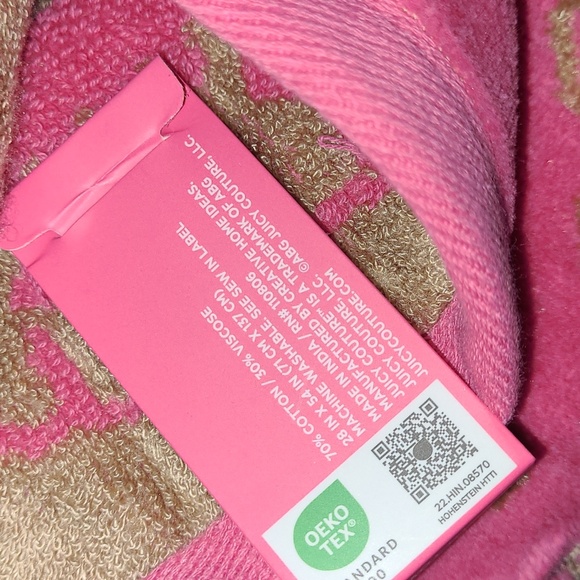 70% COTTON / 30% VISCOSE
28 IN X 54 IN (71 CM X 137 CM)
MACHINE WASHABLE. SEE SEW IN LABEL
MADE IN INDIA / RN# 110806
MANUFACTURED BY CREATIVE HOME IDEAS.
JUICY COUTURE™ IS A TRADEMARK OF ABG
JUICY COUTURE, LLC. ©ABG JUICY COUTURE, LLC.
JUICYCOUTURE.COM
OEKO
TEX®
22.HIN.08570
HOHENSTEIN HTTI